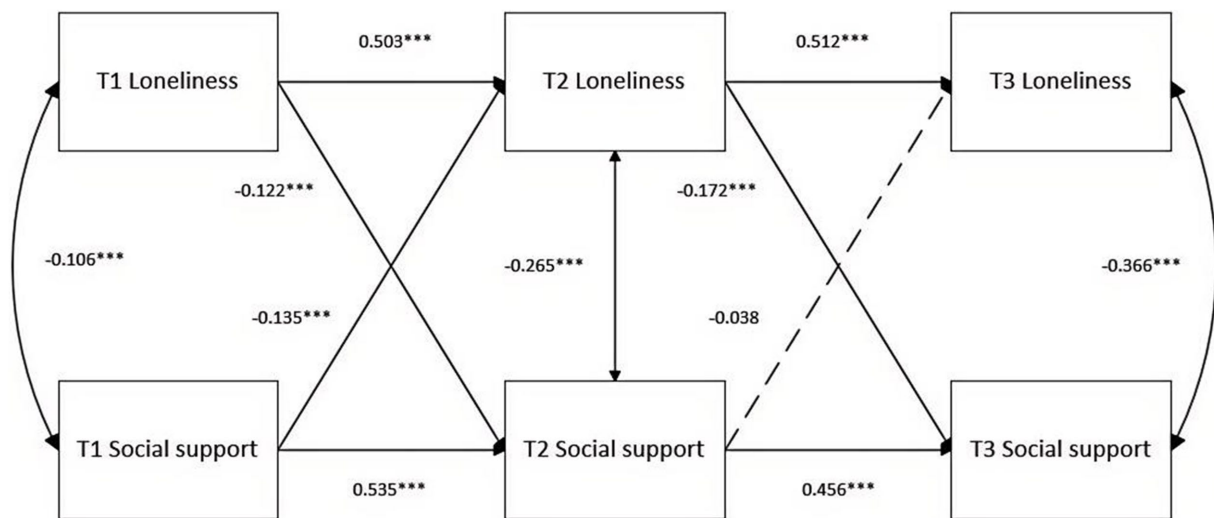 0.503***
0.512***
T1 Loneliness
T2 Loneliness
T3 Loneliness
-0.122***
-0.172***
-0.106***
-0.265***
-0.366***
-0.135***
-0.038
T1 Social support
T2 Social support
T3 Social support
0.535***
0.456***